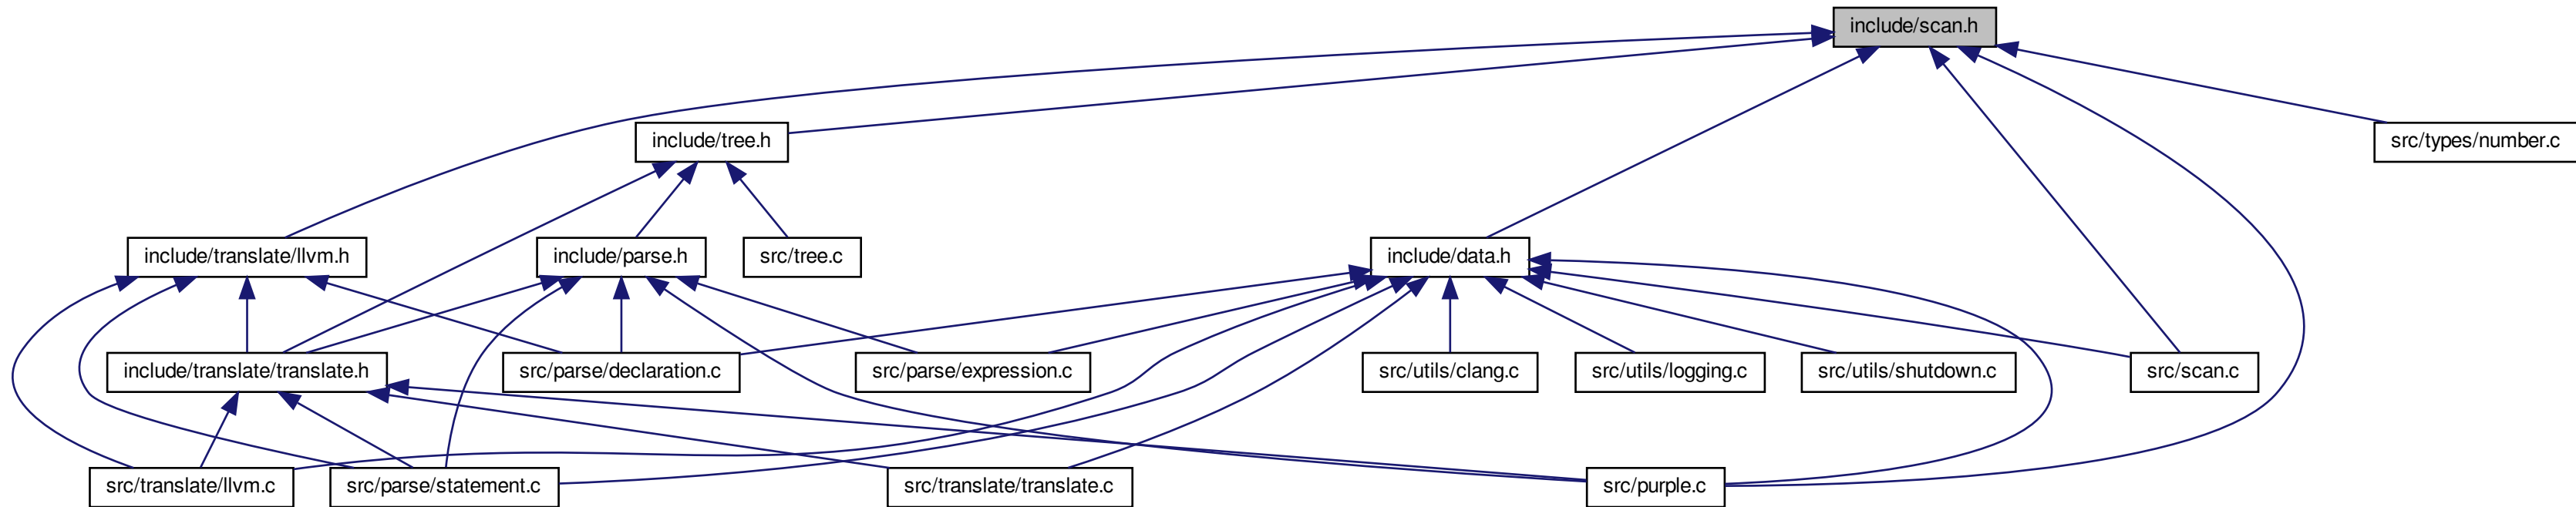 include/scan.h
include/tree.h
src/types/number.c
include/translate/llvm.h
include/parse.h
src/tree.c
include/data.h
include/translate/translate.h
src/parse/declaration.c
src/parse/expression.c
src/utils/clang.c
src/utils/logging.c
src/utils/shutdown.c
src/scan.c
src/translate/llvm.c
src/parse/statement.c
src/translate/translate.c
src/purple.c